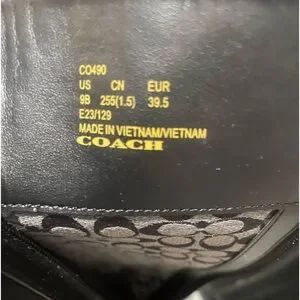 CO490
US CN EUR
9B 255(1.5) 39.5
E23/129
MADE IN VIETNAM/VIETNAM
COACH